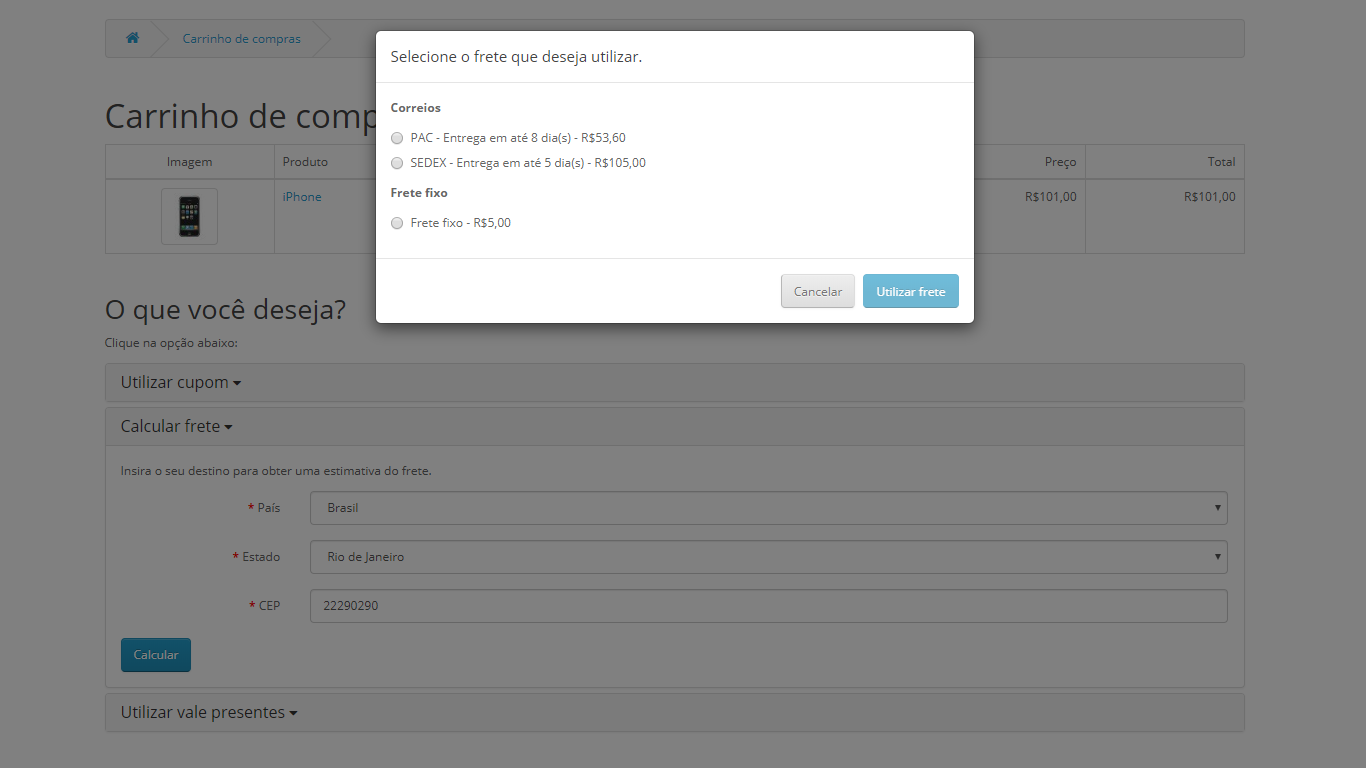 Carrinho de compras
Selecione o frete que deseja utilizar.
Correios
PAC - Entrega em até 8 dia(s) - R$53,60
SEDEX - Entrega em até 5 dia(s) - R$105,00
Frete fixo
Frete fixo - R$5,00
Cancelar
Utilizar frete
Carrinho de comp
Imagem
Produto
Preço
Total
iPhone
R$101,00
R$101,00
O que você deseja?
Clique na opção abaixo:
Utilizar cupom
Calcular frete
Insira o seu destino para obter uma estimativa do frete.
* País
Brasil
* Estado
Rio de Janeiro
* CEP
22290290
Calcular
Utilizar vale presentes